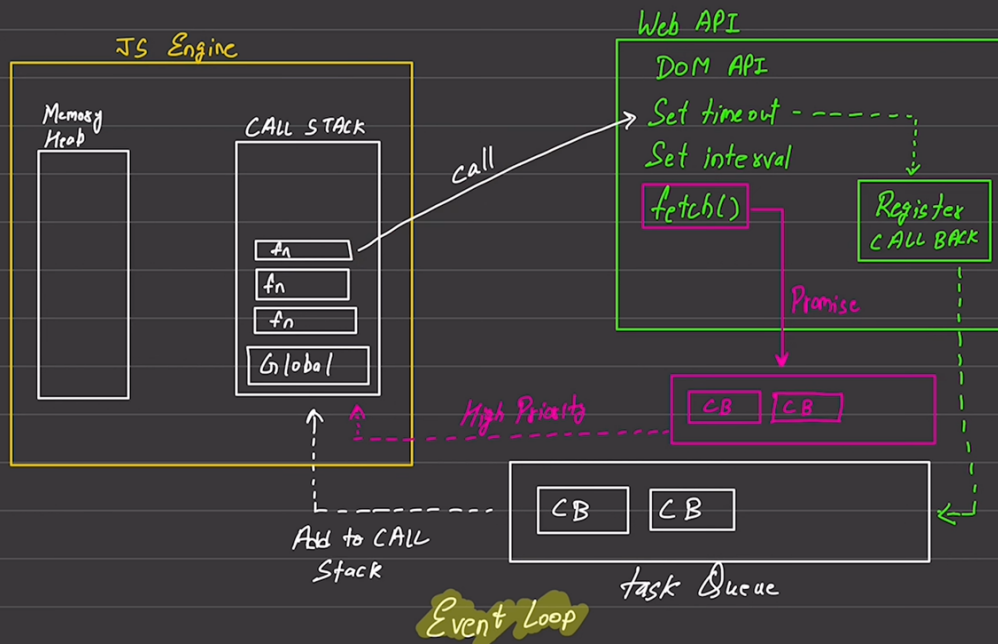 JS Engine
Memory
Heap
CALL STACK
fn
fn
fn
Global
call
Web API
DOM API
Set timeout
Set interval
fetch()
Register
CALL BACK
Promise
CB CB
High Priority
CB CB
Add to CALL
Stack
task Queue
Event Loop